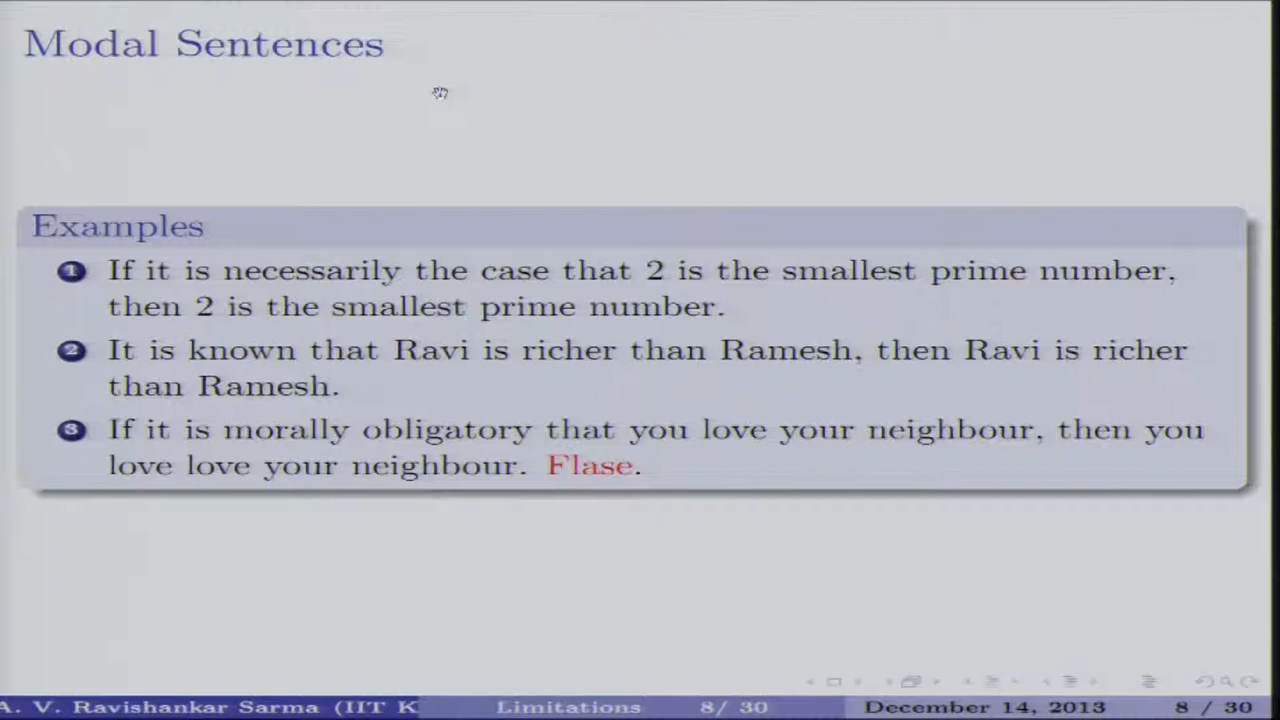 Modal Sentences
Examples
1 If it is necessarily the case that 2 is the smallest prime number,
then 2 is the smallest prime number.
2 It is known that Ravi is richer than Ramesh, then Ravi is richer
than Ramesh.
3 If it is morally obligatory that you love your neighbour, then you
love love your neighbour. Flase.
A. V. Ravishankar Sarma (IIT K Limitations 8/ 30 December 14, 2013 8 / 30